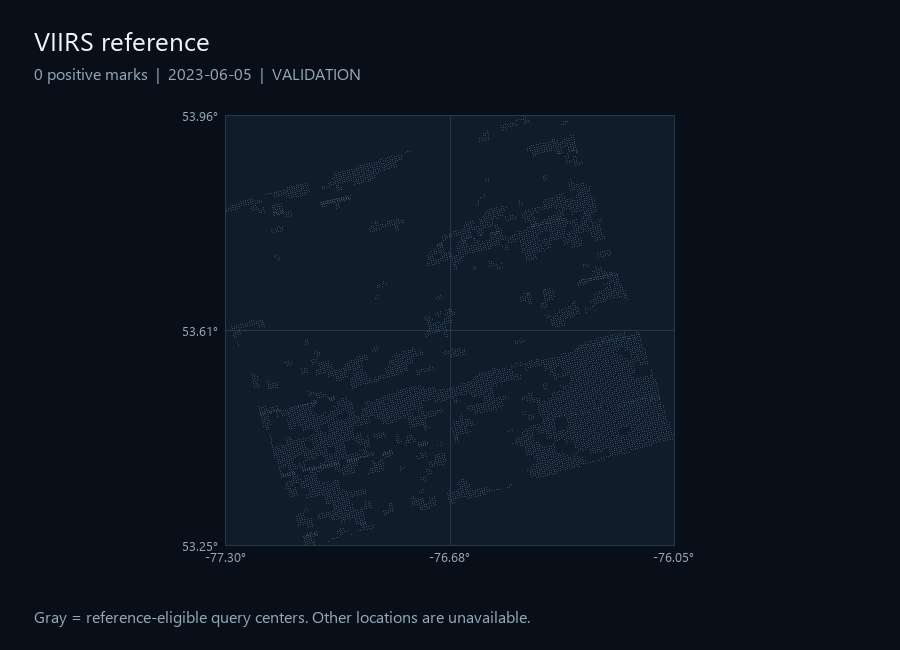 VIIRS reference
0 positive marks | 2023-06-05 | VALIDATION
53.96°
53.61°
53.25°
-77.30°
-76.68°
-76.05°
Gray = reference-eligible query centers. Other locations are unavailable.